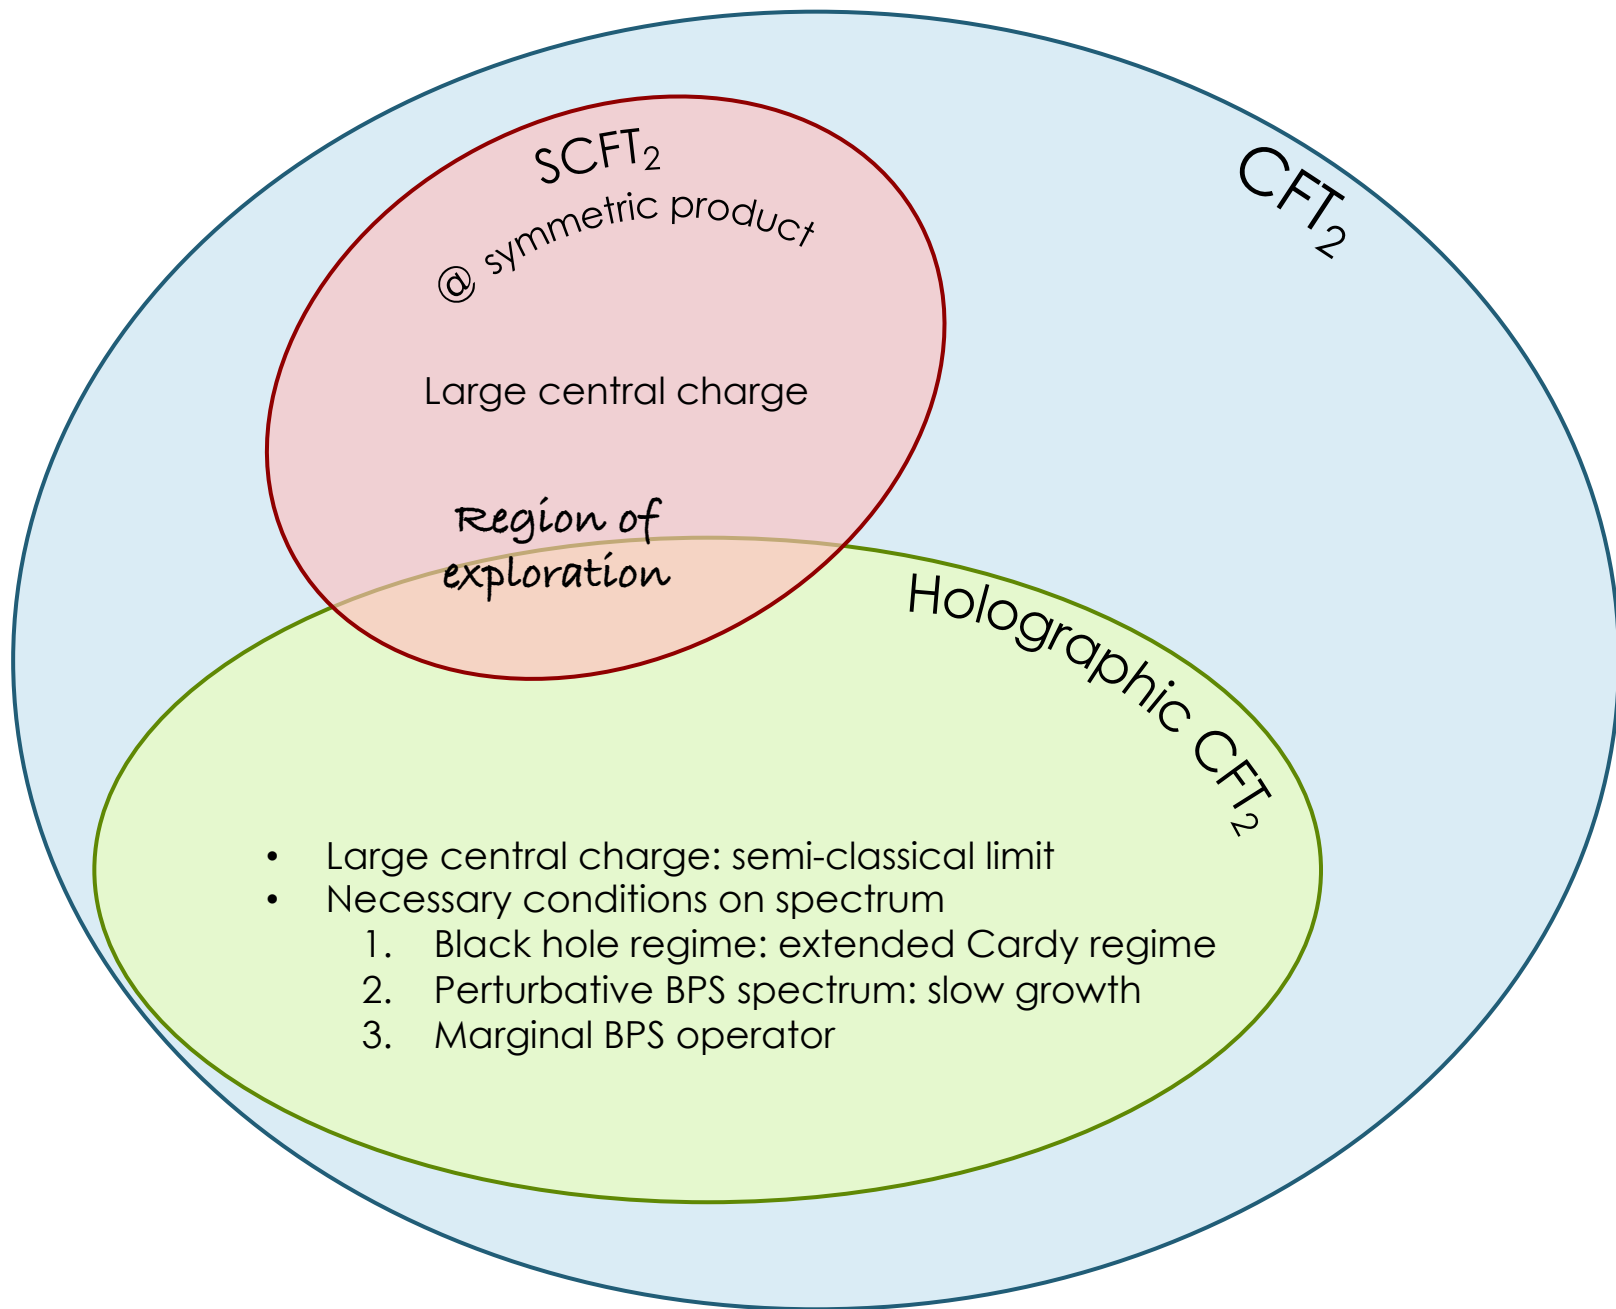 SCFT₂
@ symmetric product
CFT₂
Large central charge
Region of
exploration
Holographic CFT₂
• Large central charge: semi-classical limit
• Necessary conditions on spectrum
1. Black hole regime: extended Cardy regime
2. Perturbative BPS spectrum: slow growth
3. Marginal BPS operator